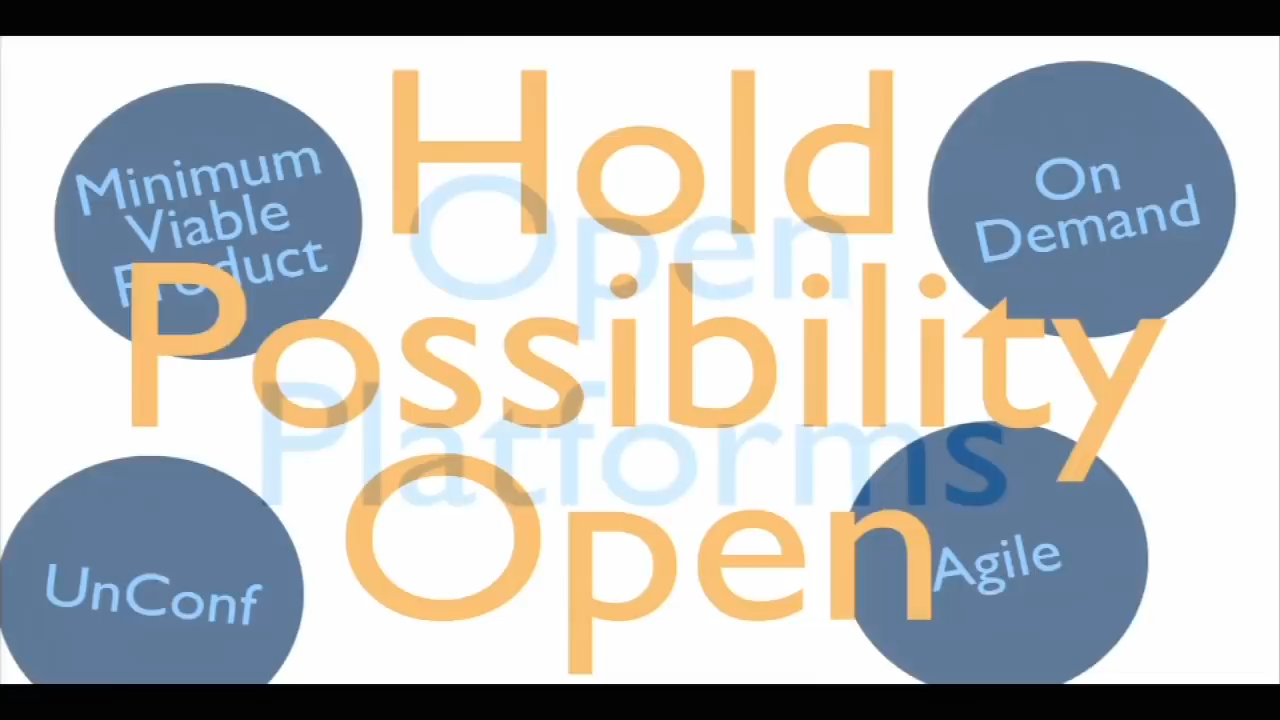 Hold
Possibility
Open
Open
Platforms
Minimum
Viable
Product
On
Demand
UnConf
Agile